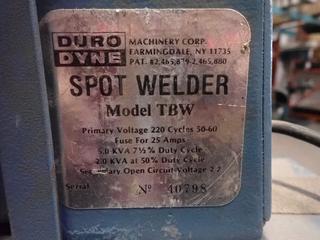 DURO DYNE
MACHINERY CORP.
FARMINGDALE, NY 11735
PAT. #2,465,879-2,465,880
SPOT WELDER
Model TBW
Primary Voltage 220 Cycles 50-60
Fuse For 25 Amps
5.0 KVA 7½% Duty Cycle
2.0 KVA at 50% Duty Cycle
Secondary Open Circuit Voltage 2.2
Serial Nº 40798